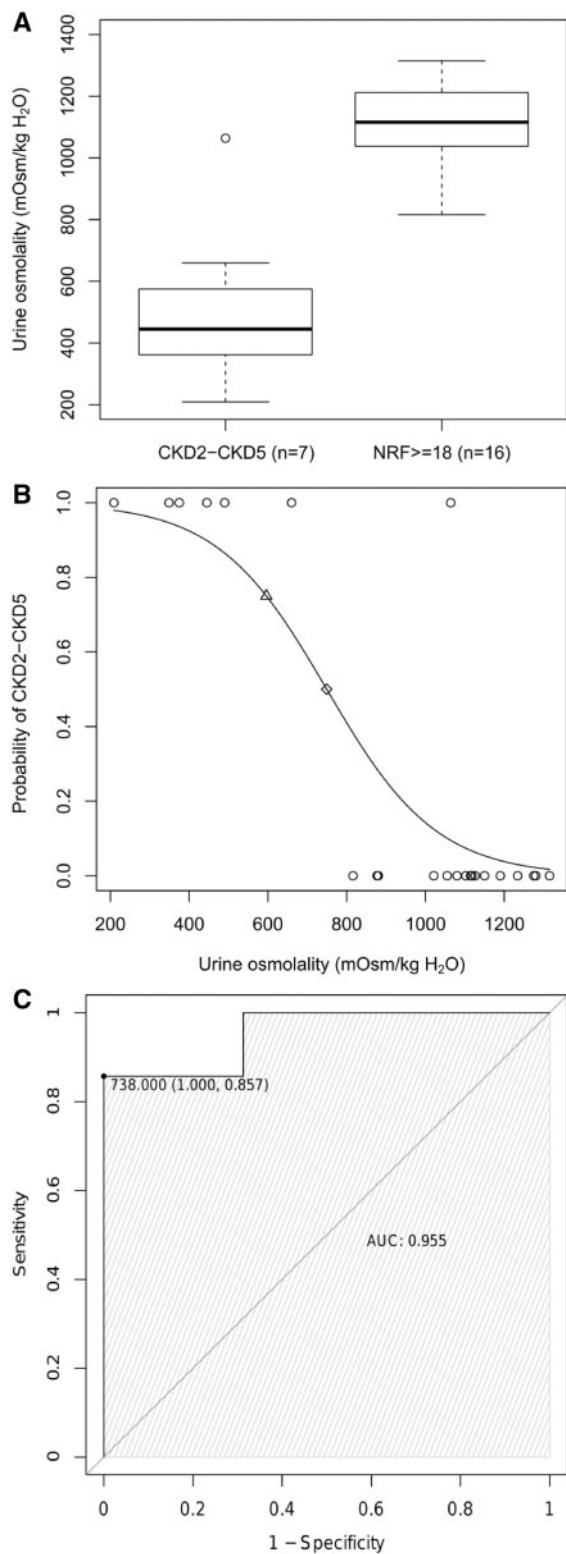 A
Urine osmolality (mOsm/kg H₂O)
1400
1200
1000
800
600
400
200
CKD2−CKD5 (n=7) NRF>=18 (n=16)
B
Probability of CKD2−CKD5
1.0
0.8
0.6
0.4
0.2
0.0
200 400 600 800 1000 1200
Urine osmolality (mOsm/kg H₂O)
C
Sensitivity
1
0.8
0.6
0.4
0.2
0
738.000 (1.000, 0.857)
AUC: 0.955
0 0.2 0.4 0.6 0.8 1
1 − Specificity